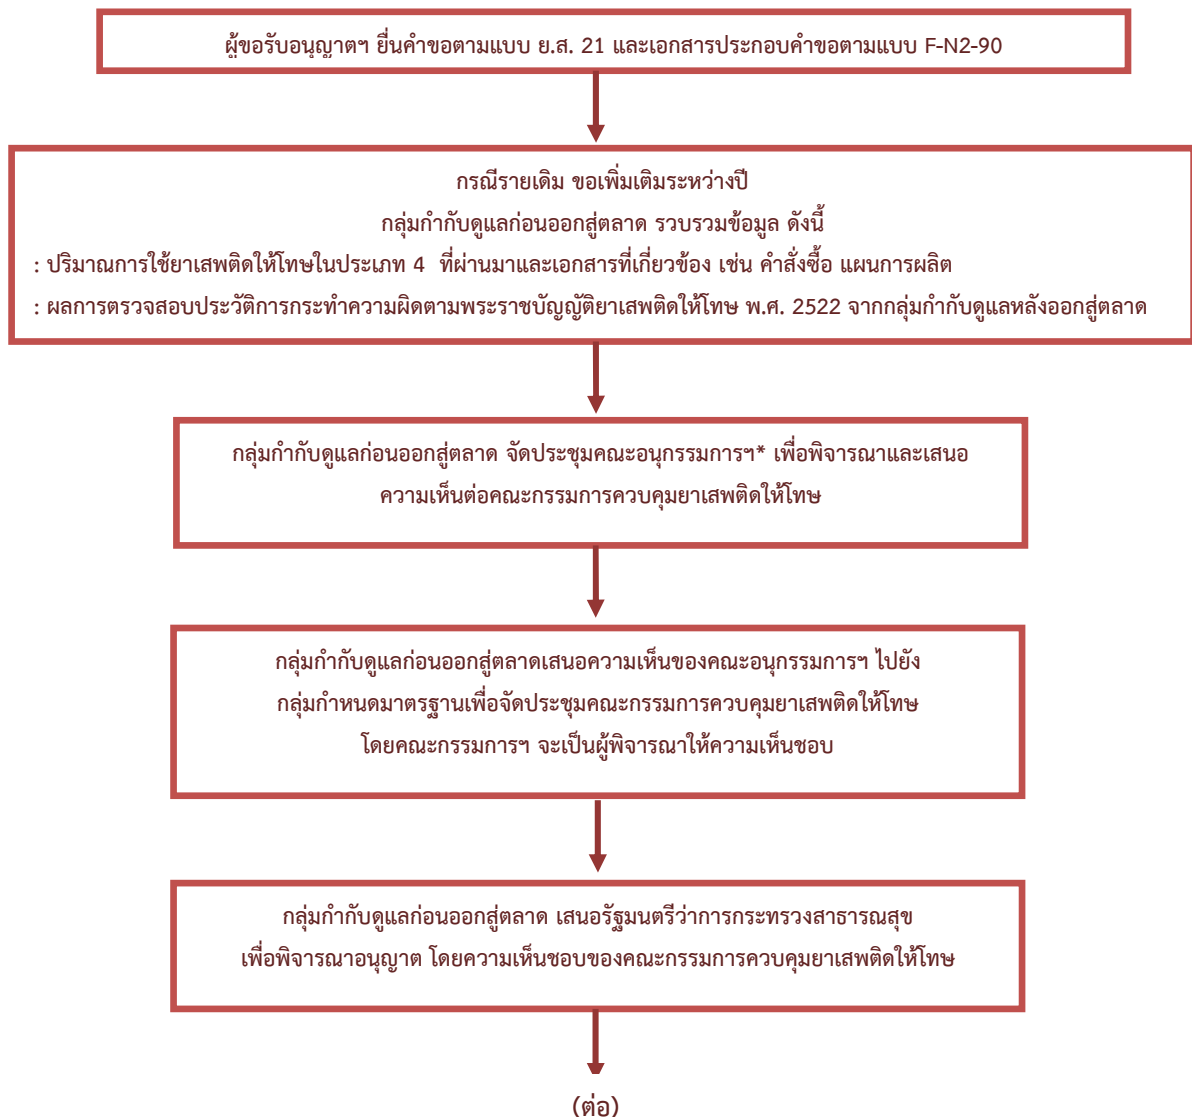 ผู้ขอรับอนุญาตฯ ยื่นคำขอตามแบบ ย.ส. 21 และเอกสารประกอบคำขอตามแบบ F-N2-90
กรณีรายเดิม ขอเพิ่มเติมระหว่างปี
กลุ่มกำกับดูแลก่อนออกสู่ตลาด รวบรวมข้อมูล ดังนี้
: ปริมาณการใช้ยาเสพติดให้โทษในประเภท 4 ที่ผ่านมาและเอกสารที่เกี่ยวข้อง เช่น คำสั่งซื้อ แผนการผลิต
: ผลการตรวจสอบประวัติการกระทำความผิดตามพระราชบัญญัติยาเสพติดให้โทษ พ.ศ. 2522 จากกลุ่มกำกับดูแลหลังออกสู่ตลาด
กลุ่มกำกับดูแลก่อนออกสู่ตลาด จัดประชุมคณะอนุกรรมการฯ* เพื่อพิจารณาและเสนอ
ความเห็นต่อคณะกรรมการควบคุมยาเสพติดให้โทษ
กลุ่มกำกับดูแลก่อนออกสู่ตลาดเสนอความเห็นของคณะอนุกรรมการฯ ไปยัง
กลุ่มกำหนดมาตรฐานเพื่อจัดประชุมคณะกรรมการควบคุมยาเสพติดให้โทษ
โดยคณะกรรมการฯ จะเป็นผู้พิจารณาให้ความเห็นชอบ
กลุ่มกำกับดูแลก่อนออกสู่ตลาด เสนอรัฐมนตรีว่าการกระทรวงสาธารณสุข
เพื่อพิจารณาอนุญาต โดยความเห็นชอบของคณะกรรมการควบคุมยาเสพติดให้โทษ
(ต่อ)